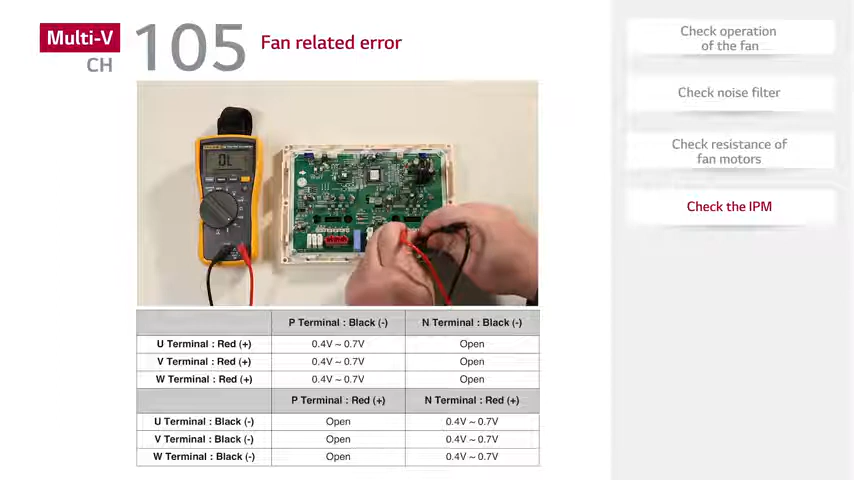 Multi-V
CH
105
Fan related error
Check operation
of the fan
Check noise filter
Check resistance of
fan motors
Check the IPM
OL
P Terminal : Black (-)
N Terminal : Black (-)
U Terminal : Red (+)
0.4V ~ 0.7V
Open
V Terminal : Red (+)
0.4V ~ 0.7V
Open
W Terminal : Red (+)
0.4V ~ 0.7V
Open
P Terminal : Red (+)
N Terminal : Red (+)
U Terminal : Black (-)
Open
0.4V ~ 0.7V
V Terminal : Black (-)
Open
0.4V ~ 0.7V
W Terminal : Black (-)
Open
0.4V ~ 0.7V